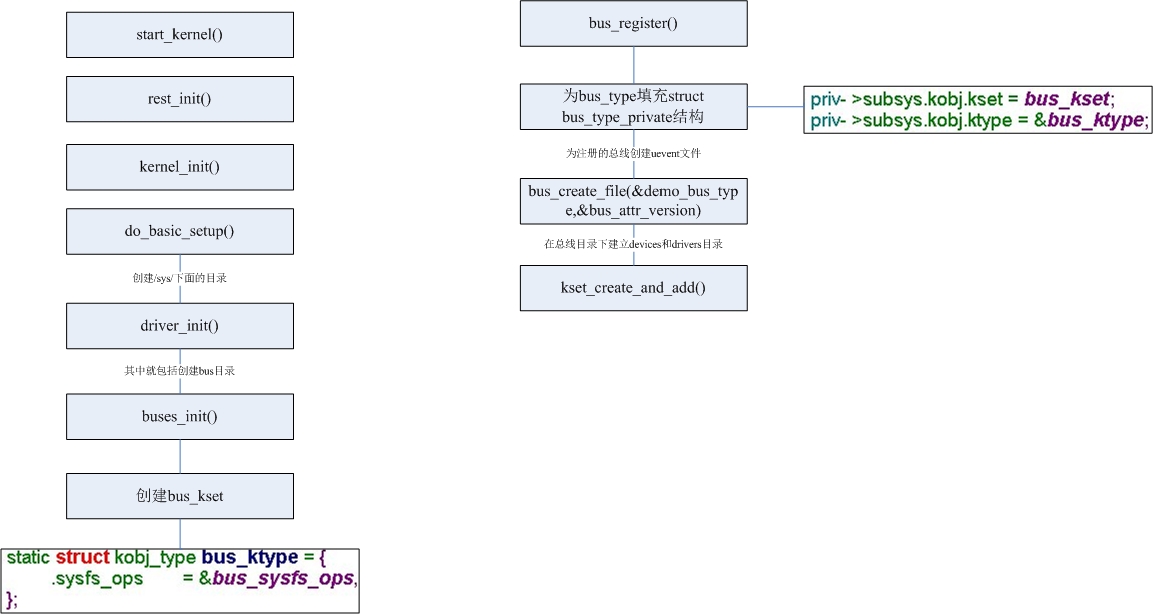 start_kernel()
rest_init()
kernel_init()
do_basic_setup()
创建/sys/下面的目录
driver_init()
其中就包括创建bus目录
buses_init()
创建bus_kset
static struct kobj_type bus_ktype = {
.sysfs_ops = &bus_sysfs_ops,
};
bus_register()
为bus_type填充struct
bus_type_private结构
priv- >subsys.kobj.kset = bus_kset;
priv- >subsys.kobj.ktype = &bus_ktype;
为注册的总线创建uevent文件
bus_create_file(&demo_bus_typ
e,&bus_attr_version)
在总线目录下建立devices和drivers目录
kset_create_and_add()